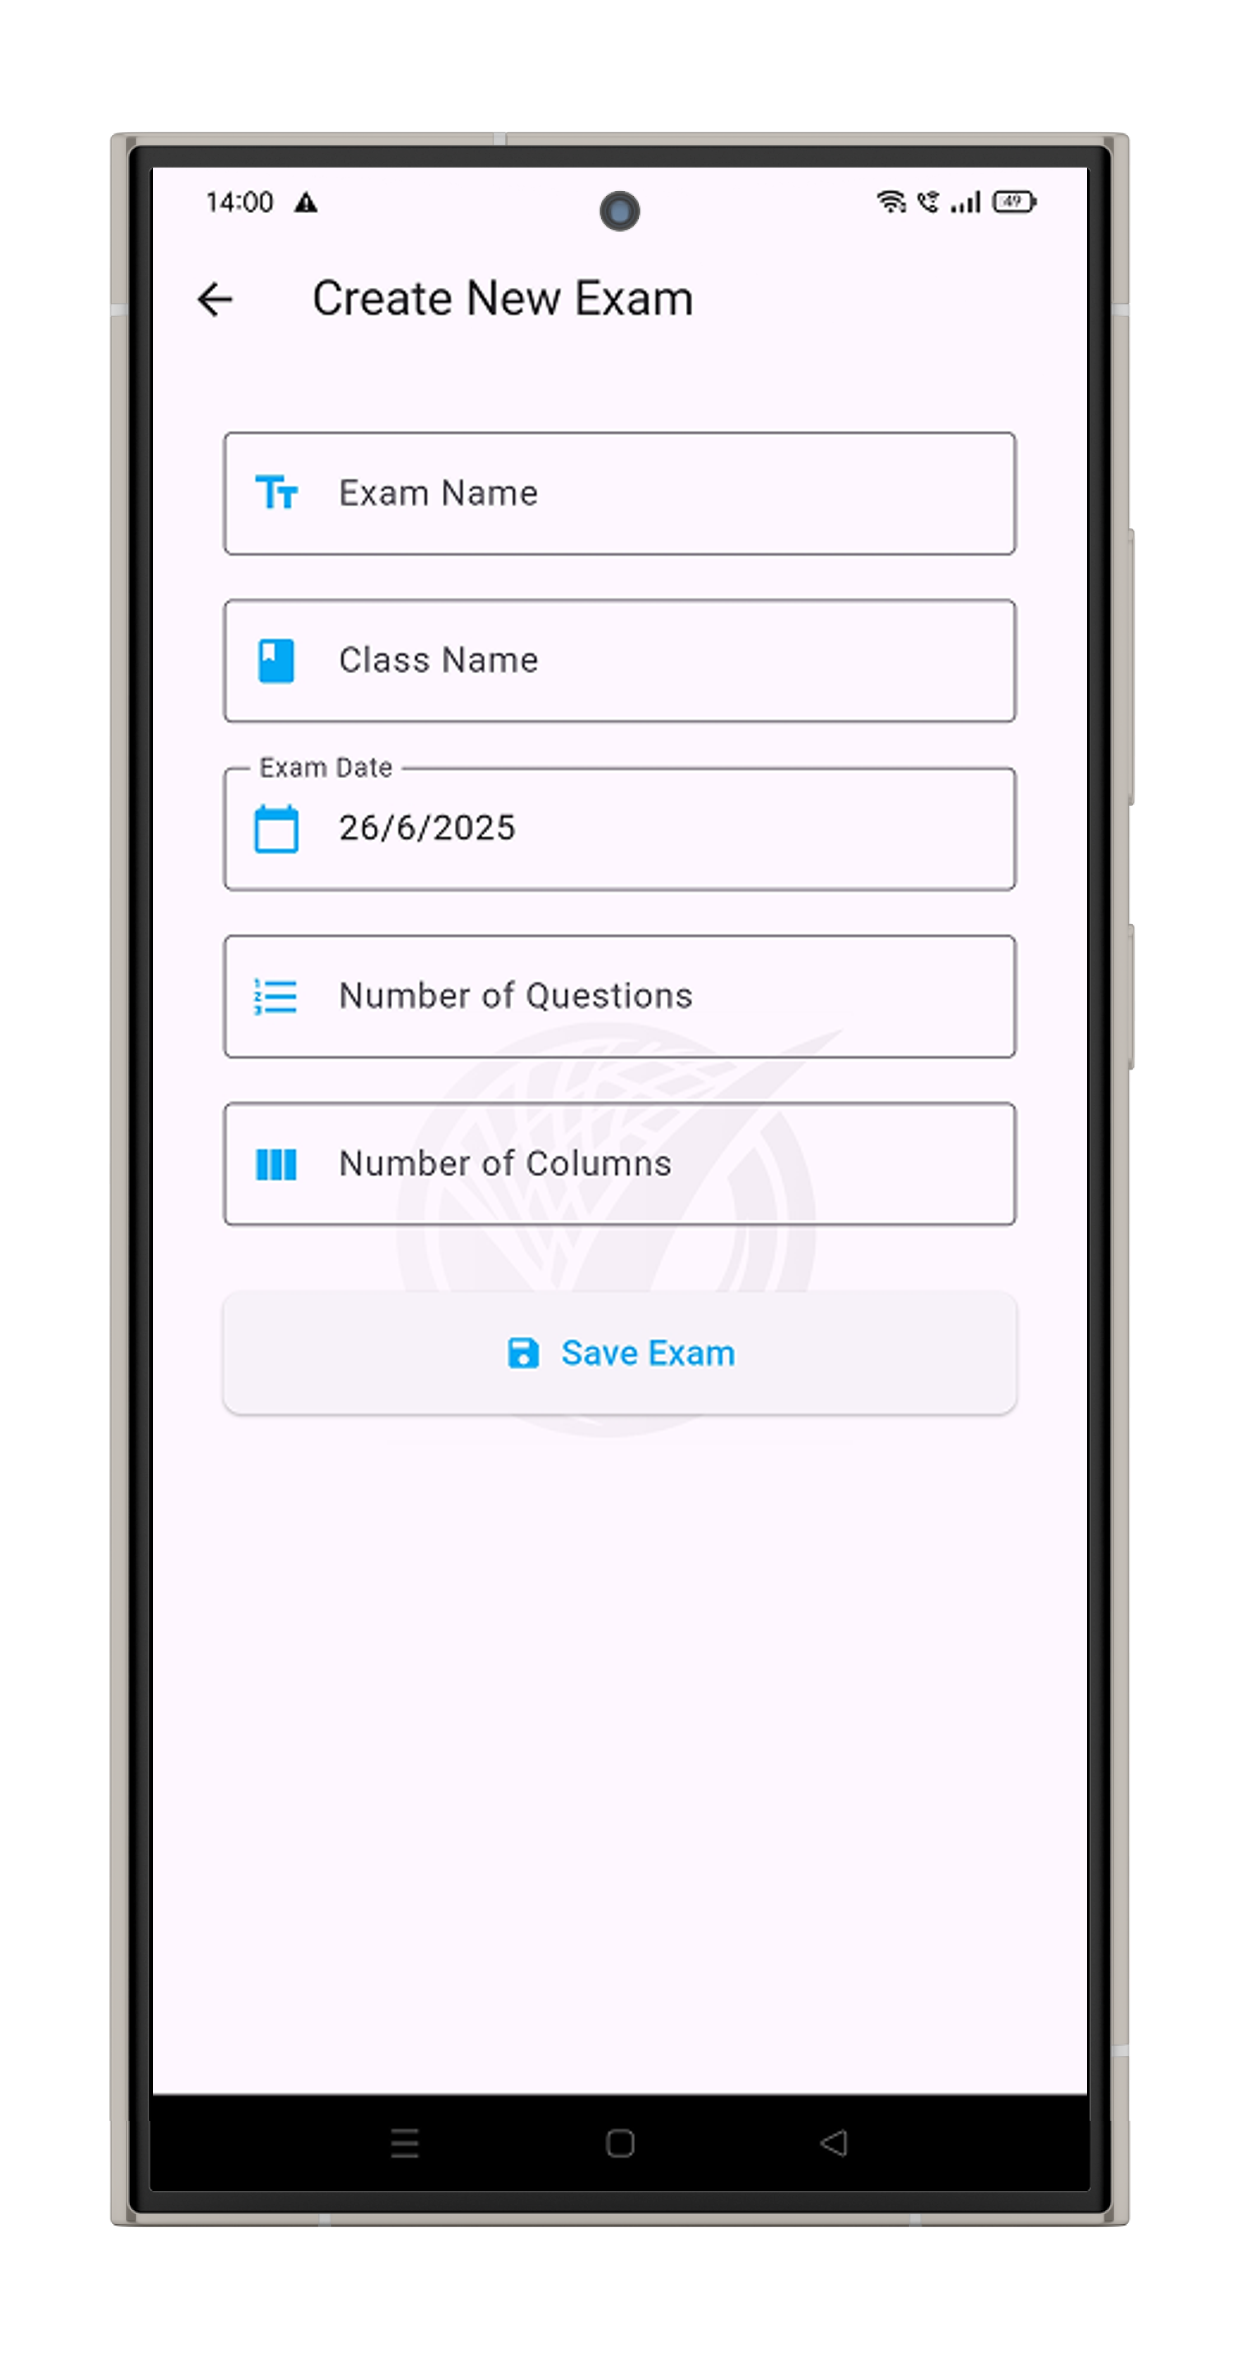 14:00
49
Create New Exam
Exam Name
Class Name
Exam Date
26/6/2025
Number of Questions
Number of Columns
Save Exam